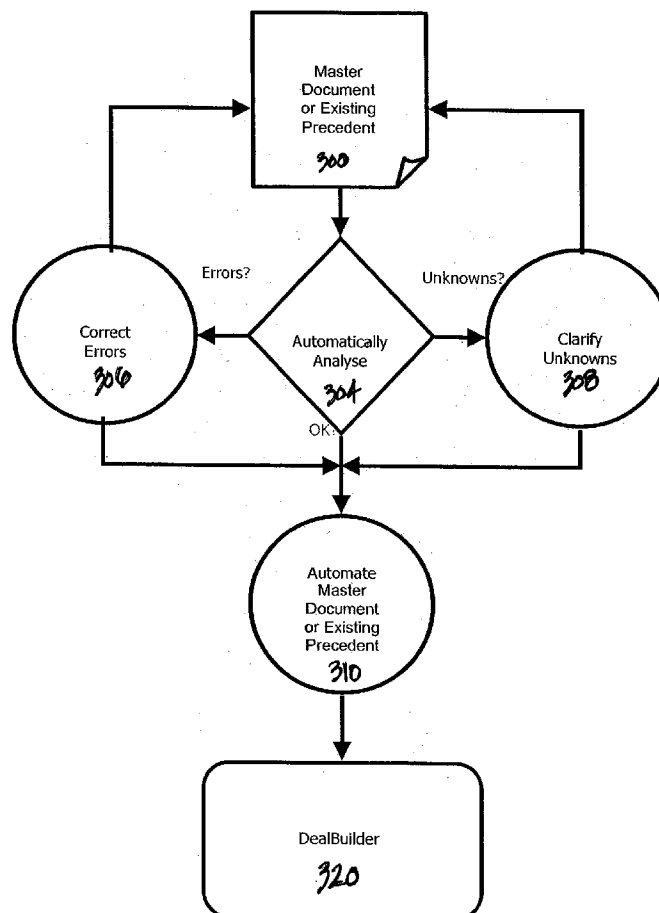 Master
Document
or Existing
Precedent
300
Errors?
Unknowns?
Correct
Errors
306
Automatically
Analyse
304
Clarify
Unknowns
308
OK?
Automate
Master
Document
or Existing
Precedent
310
DealBuilder
320